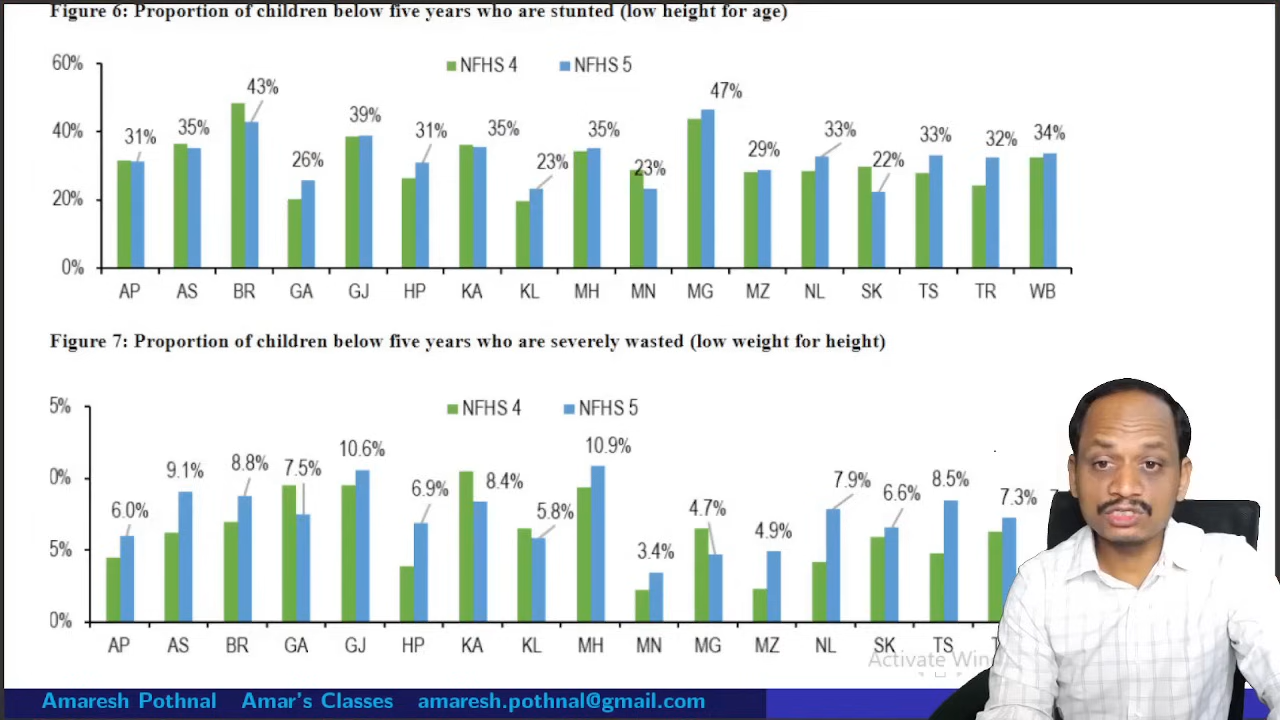 Figure 6: Proportion of children below five years who are stunted (low height for age)
NFHS 4 NFHS 5
60%
40%
20%
0%
31% 35% 43% 26% 39% 31% 35% 23% 35% 23% 47% 29% 33% 22% 33% 32% 34%
AP AS BR GA GJ HP KA KL MH MN MG MZ NL SK TS TR WB
Figure 7: Proportion of children below five years who are severely wasted (low weight for height)
NFHS 4 NFHS 5
5%
0%
5%
0%
6.0% 9.1% 8.8% 7.5% 10.6% 6.9% 8.4% 5.8% 10.9% 3.4% 4.7% 4.9% 7.9% 6.6% 8.5% 7.3%
AP AS BR GA GJ HP KA KL MH MN MG MZ NL SK TS
Activate Win
Amaresh Pothnal Amar's Classes amaresh.pothnal@gmail.com